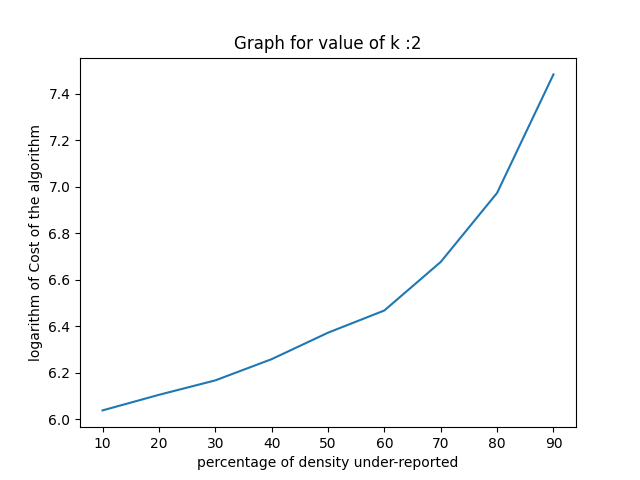 Graph for value of k :2
logarithm of Cost of the algorithm
7.4
7.2
7.0
6.8
6.6
6.4
6.2
6.0
10 20 30 40 50 60 70 80 90
percentage of density under-reported